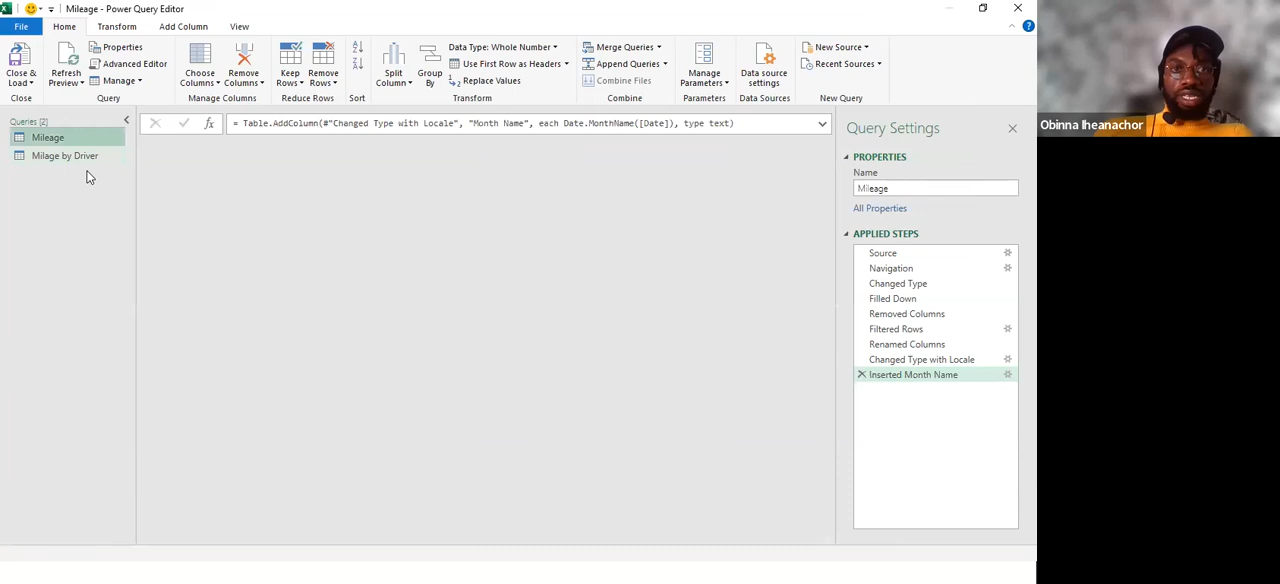 Mileage - Power Query Editor
File Home Transform Add Column View
Close & Load
Refresh Preview
Properties
Advanced Editor
Manage
Choose Columns
Remove Columns
Keep Rows
Remove Rows
Split Column
Group By
Data Type: Whole Number
Use First Row as Headers
Replace Values
Merge Queries
Append Queries
Combine Files
Manage Parameters
Data source settings
New Source
Recent Sources
Close Query Manage Columns Reduce Rows Sort Transform Combine Parameters Data Sources New Query
Queries [2]
Mileage
Milage by Driver
fx = Table.AddColumn(#"Changed Type with Locale", "Month Name", each Date.MonthName([Date]), type text)
Query Settings
PROPERTIES
Name
Mileage
All Properties
APPLIED STEPS
Source
Navigation
Changed Type
Filled Down
Removed Columns
Filtered Rows
Renamed Columns
Changed Type with Locale
Inserted Month Name
Obinna Iheanachor